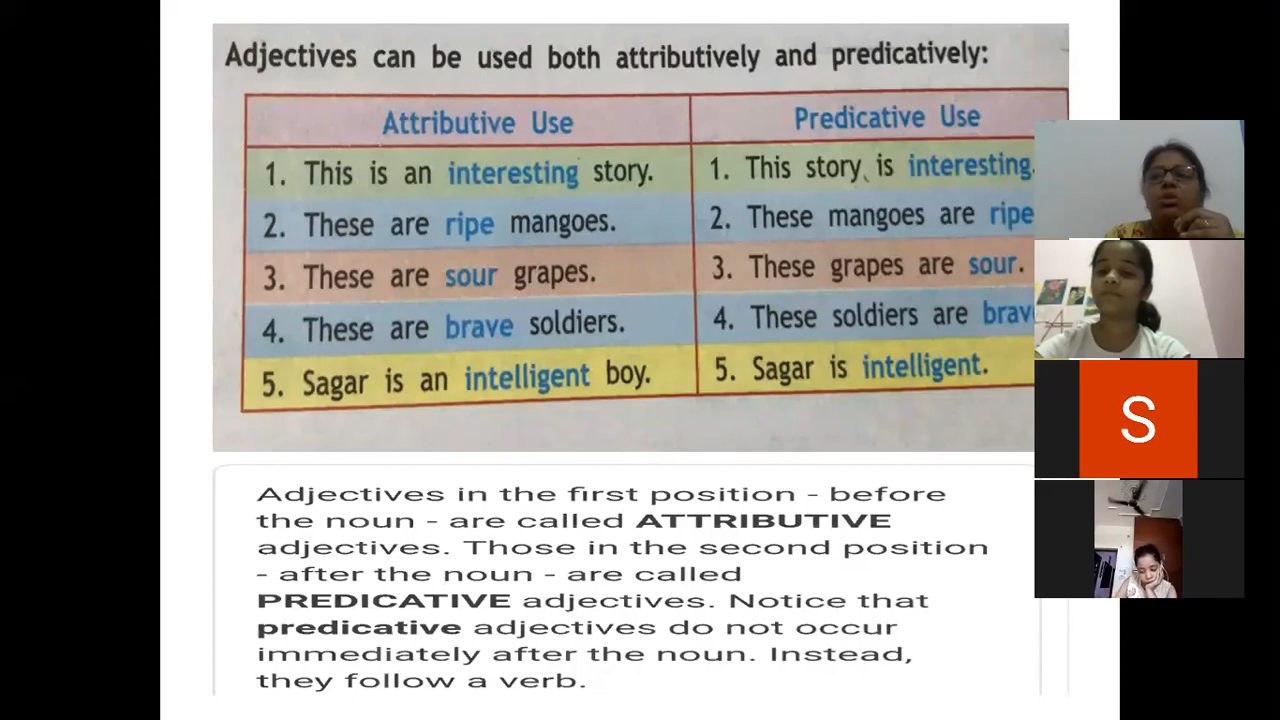 Adjectives can be used both attributively and predicatively:
Attributive Use Predicative Use
1. This is an interesting story. 1. This story is interesting.
2. These are ripe mangoes. 2. These mangoes are ripe
3. These are sour grapes. 3. These grapes are sour.
4. These are brave soldiers. 4. These soldiers are brav
5. Sagar is an intelligent boy. 5. Sagar is intelligent.
S
Adjectives in the first position - before
the noun - are called ATTRIBUTIVE
adjectives. Those in the second position
- after the noun - are called
PREDICATIVE adjectives. Notice that
predicative adjectives do not occur
immediately after the noun. Instead,
they follow a verb.